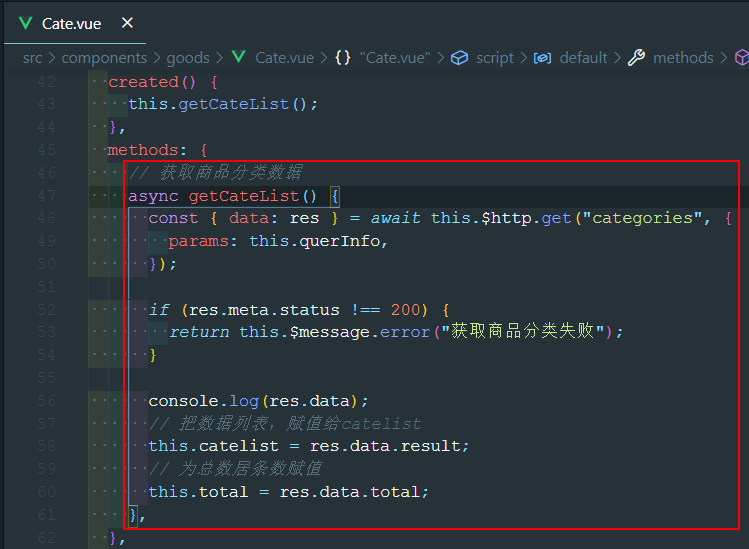 Cate.vue ×
src > components > goods > Cate.vue > {} "Cate.vue" > script > default > methods >
42 created() {
43 this.getCateList();
44 },
45 methods: {
46 // 获取商品分类数据
47 async getCateList() {
48 const { data: res } = await this.$http.get("categories", {
49 params: this.querInfo,
50 });
51
52 if (res.meta.status !== 200) {
53 return this.$message.error("获取商品分类失败");
54 }
55
56 console.log(res.data);
57 // 把数据列表，赋值给catelist
58 this.catelist = res.data.result;
59 // 为总数居条数赋值
60 this.total = res.data.total;
61 },
62 },